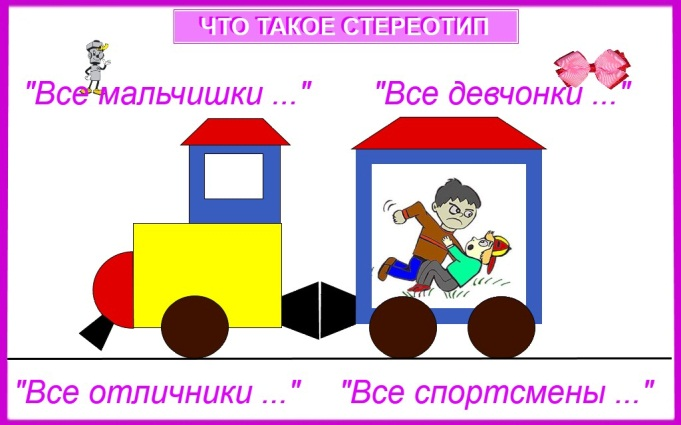 ЧТО ТАКОЕ СТЕРЕОТИП
"Все мальчишки ..." "Все девчонки ..."
"Все отличники ..." "Все спортсмены ..."